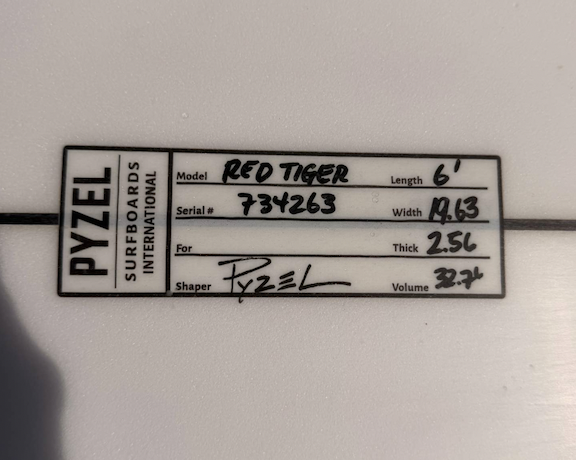 PYZEL
SURFBOARDS
INTERNATIONAL
Model RED TIGER Length 6'
Serial # 734263 Width 19.63
For Thick 2.56
Shaper PYZEL Volume 32.7L